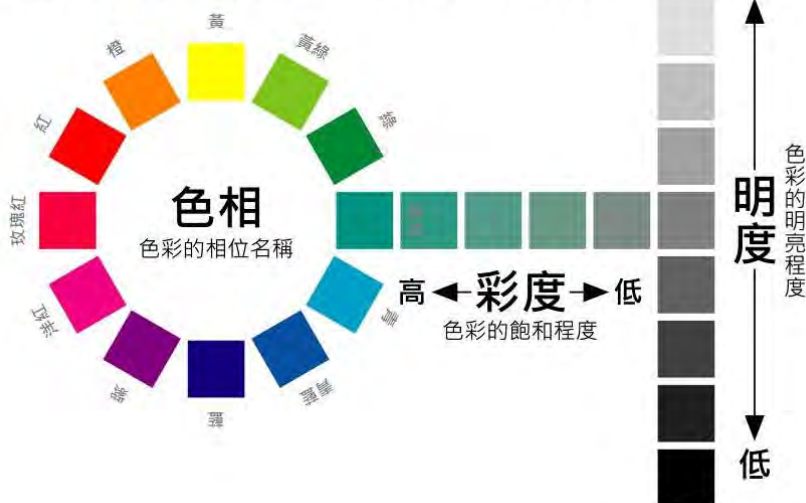 黃
黃綠
綠
橙
紅
玫瑰紅
洋紅
紫
藍
青藍
青
色相
色彩的相位名稱
高
彩度
低
色彩的飽和程度
明度
色彩的明亮程度
低